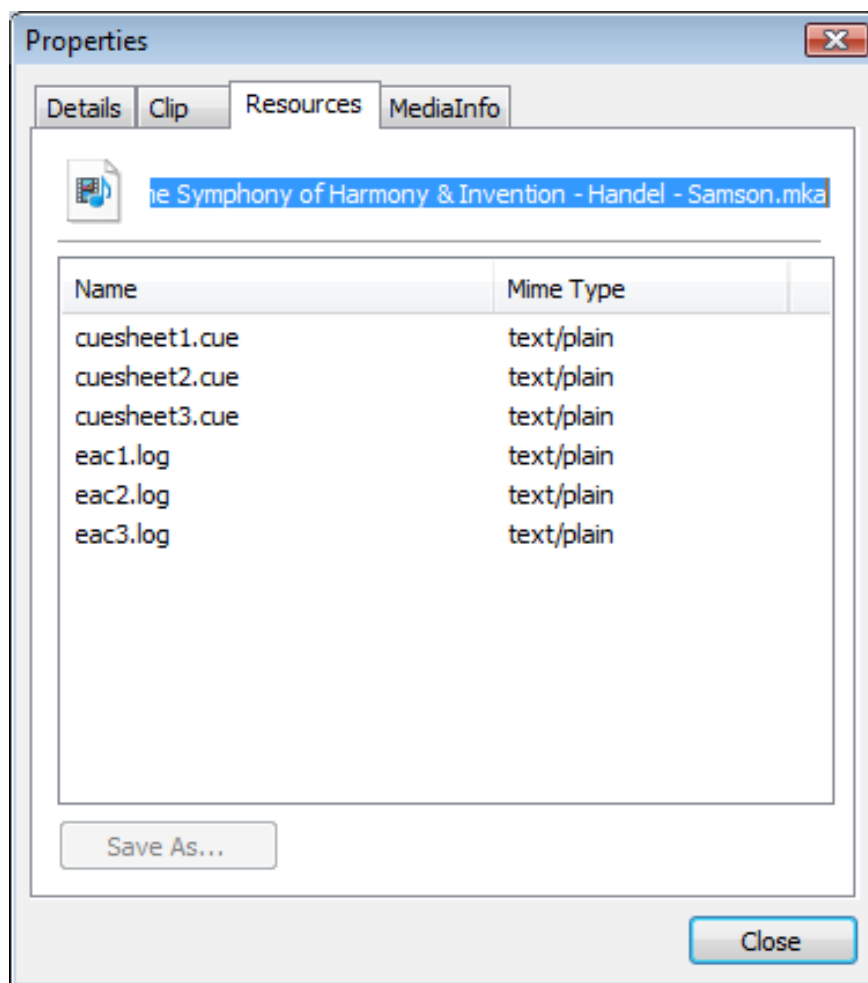 Properties
Details Clip Resources MediaInfo
Symphony of Harmony & Invention - Handel - Samson.mka
Name Mime Type
cuesheet1.cue text/plain
cuesheet2.cue text/plain
cuesheet3.cue text/plain
eac1.log text/plain
eac2.log text/plain
eac3.log text/plain
Save As...
Close